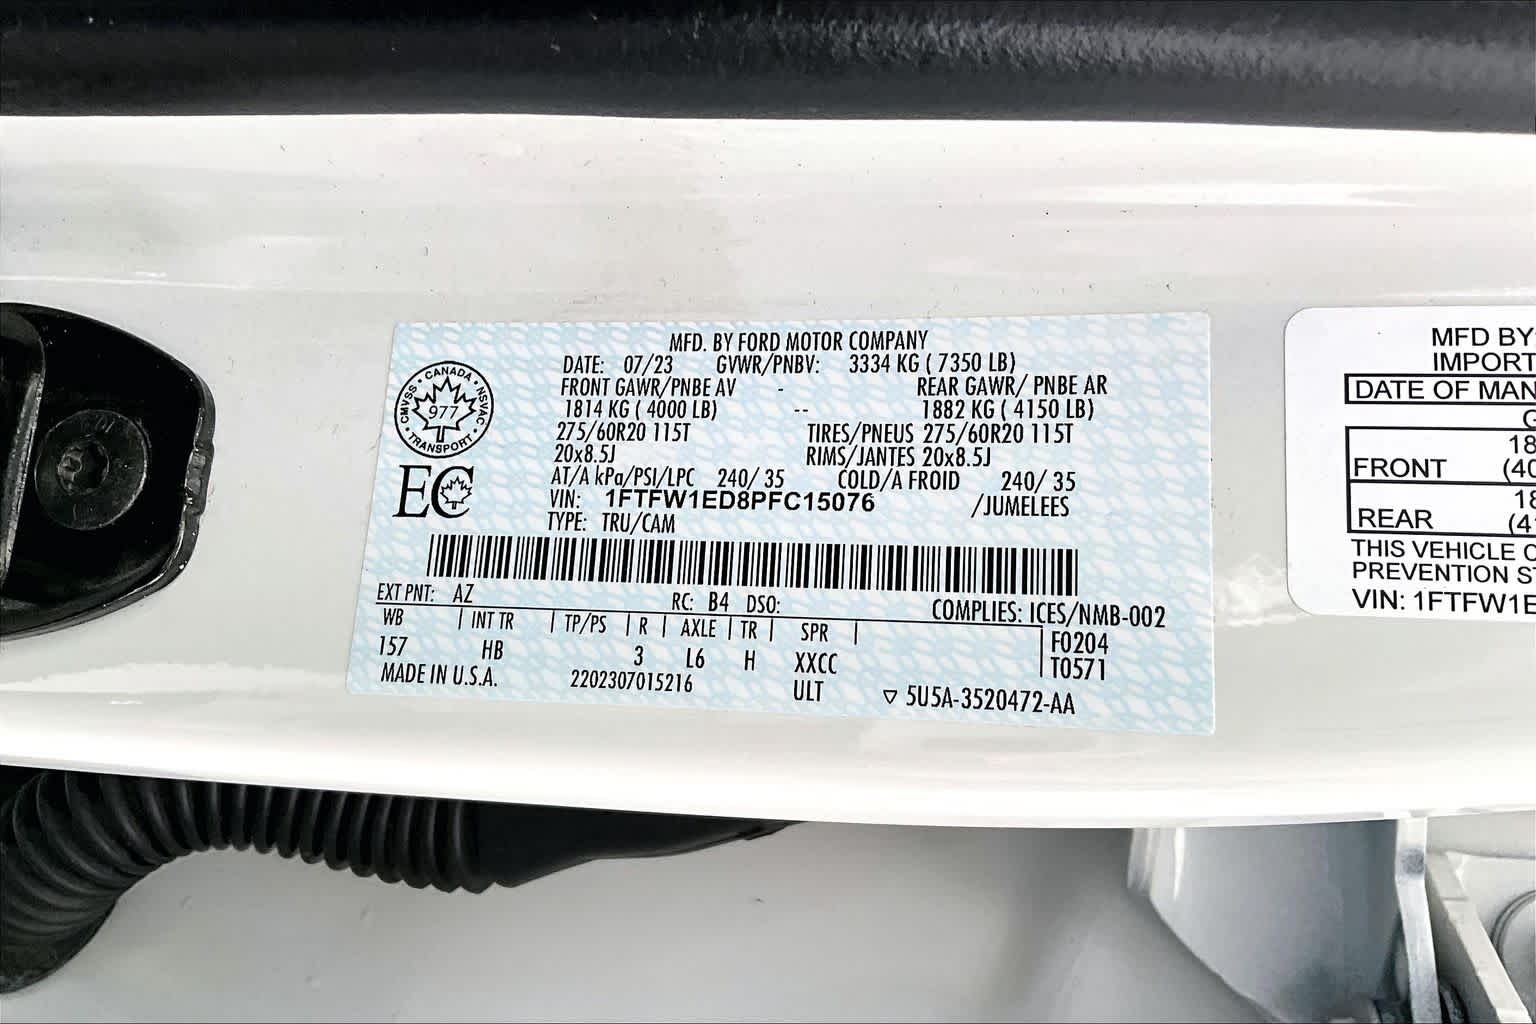 MFD. BY FORD MOTOR COMPANY
DATE: 07/23 GVWR/PNBV: 3334 KG ( 7350 LB)
FRONT GAWR/PNBE AV - REAR GAWR/ PNBE AR
1814 KG ( 4000 LB) -- 1882 KG ( 4150 LB)
275/60R20 115T TIRES/PNEUS 275/60R20 115T
20x8.5J RIMS/JANTES 20x8.5J
AT/A kPa/PSI/LPC 240/ 35 COLD/A FROID 240/ 35
VIN: 1FTFW1ED8PFC15076 /JUMELEES
TYPE: TRU/CAM
CANADA
CMVSS NSVAC
977
TRANSPORT
EC
EXT PNT: AZ RC: B4 DSO: COMPLIES: ICES/NMB-002
WB | INT TR | TP/PS | R | AXLE | TR | SPR | F0204
157 HB 3 L6 H XXCC T0571
MADE IN U.S.A. 2202307015216 ULT ▽ 5U5A-3520472-AA
MFD BY:
IMPORT
DATE OF MAN
G
18
FRONT (40
18
REAR (4
THIS VEHICLE C
PREVENTION ST
VIN: 1FTFW1E